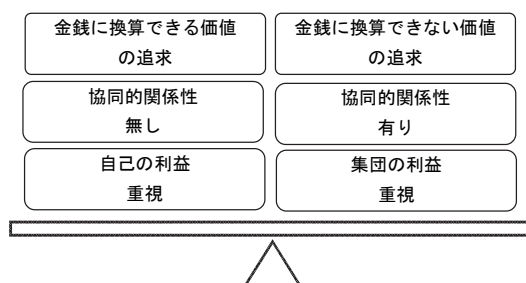 金銭に換算できる価値
の追求
金銭に換算できない価値
の追求
協同的関係性
無し
協同的関係性
有り
自己の利益
重視
集団の利益
重視